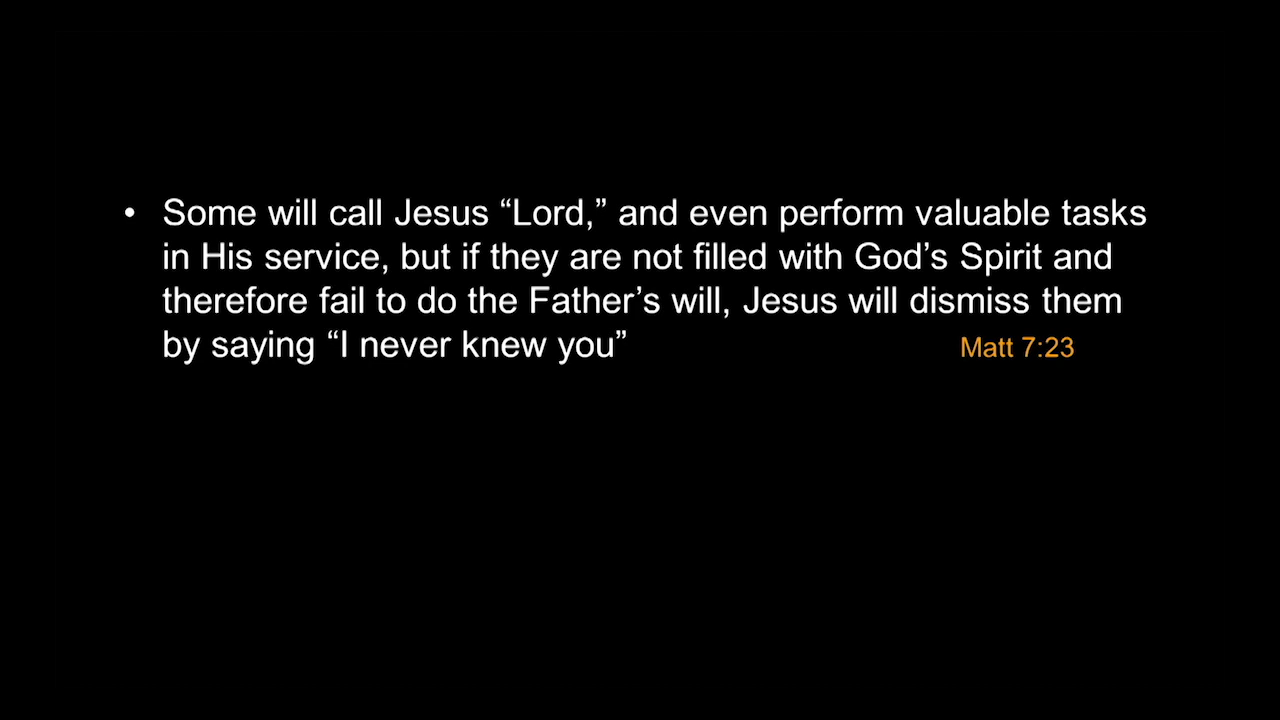 • Some will call Jesus “Lord,” and even perform valuable tasks
in His service, but if they are not filled with God’s Spirit and
therefore fail to do the Father’s will, Jesus will dismiss them
by saying “I never knew you” Matt 7:23